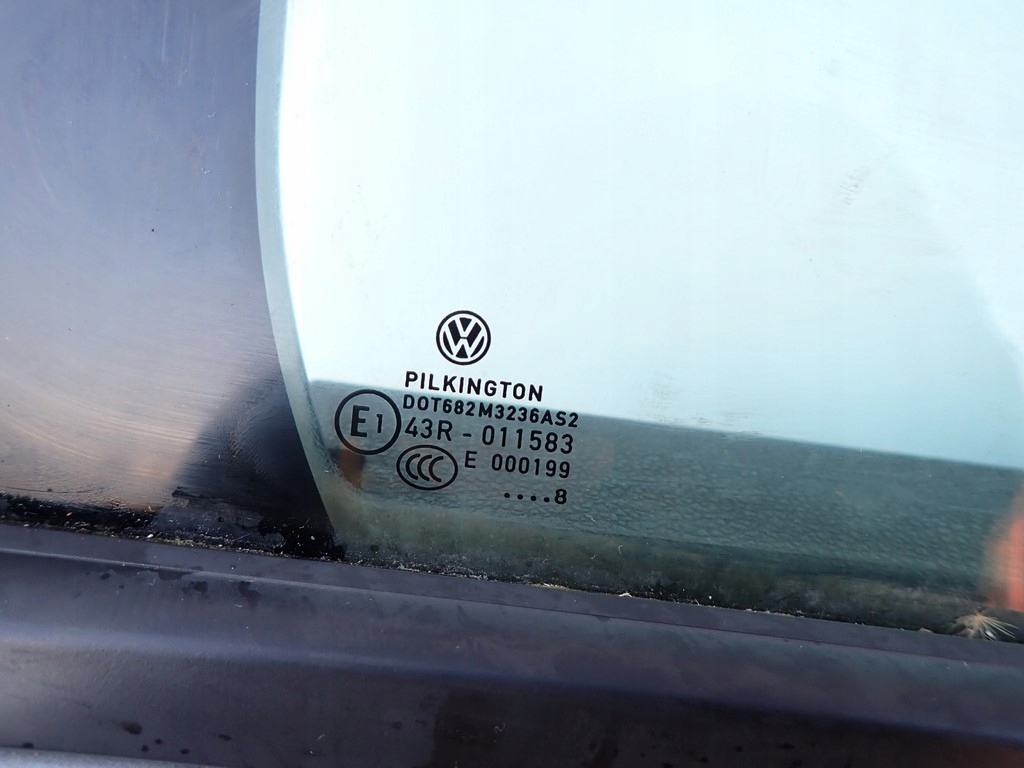 PILKINGTON
DOT682M3236AS2
E1 43R - 011583
CCC E 000199
....8